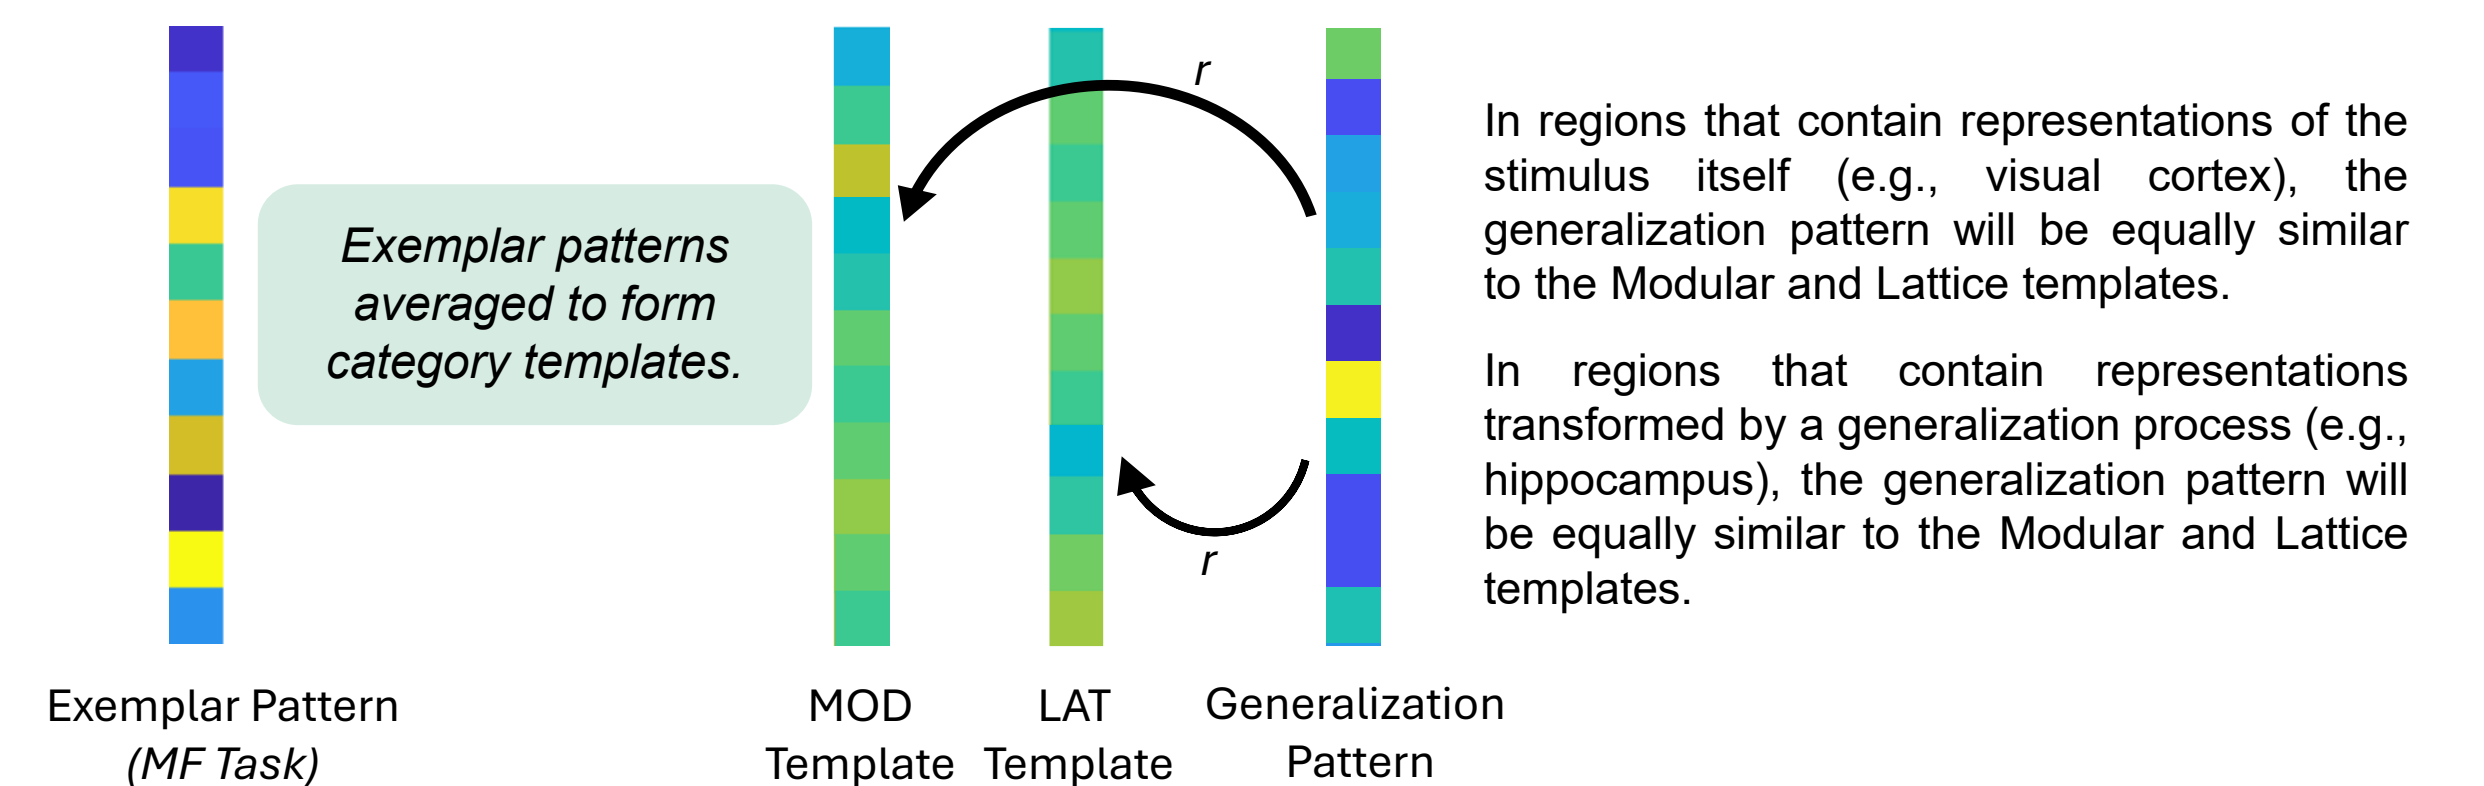 r
Exemplar patterns
averaged to form
category templates.
r
Exemplar Pattern
(MF Task)
MOD
Template
LAT
Template
Generalization
Pattern
In regions that contain representations of the
stimulus itself (e.g., visual cortex), the
generalization pattern will be equally similar
to the Modular and Lattice templates.
In regions that contain representations
transformed by a generalization process (e.g.,
hippocampus), the generalization pattern will
be equally similar to the Modular and Lattice
templates.